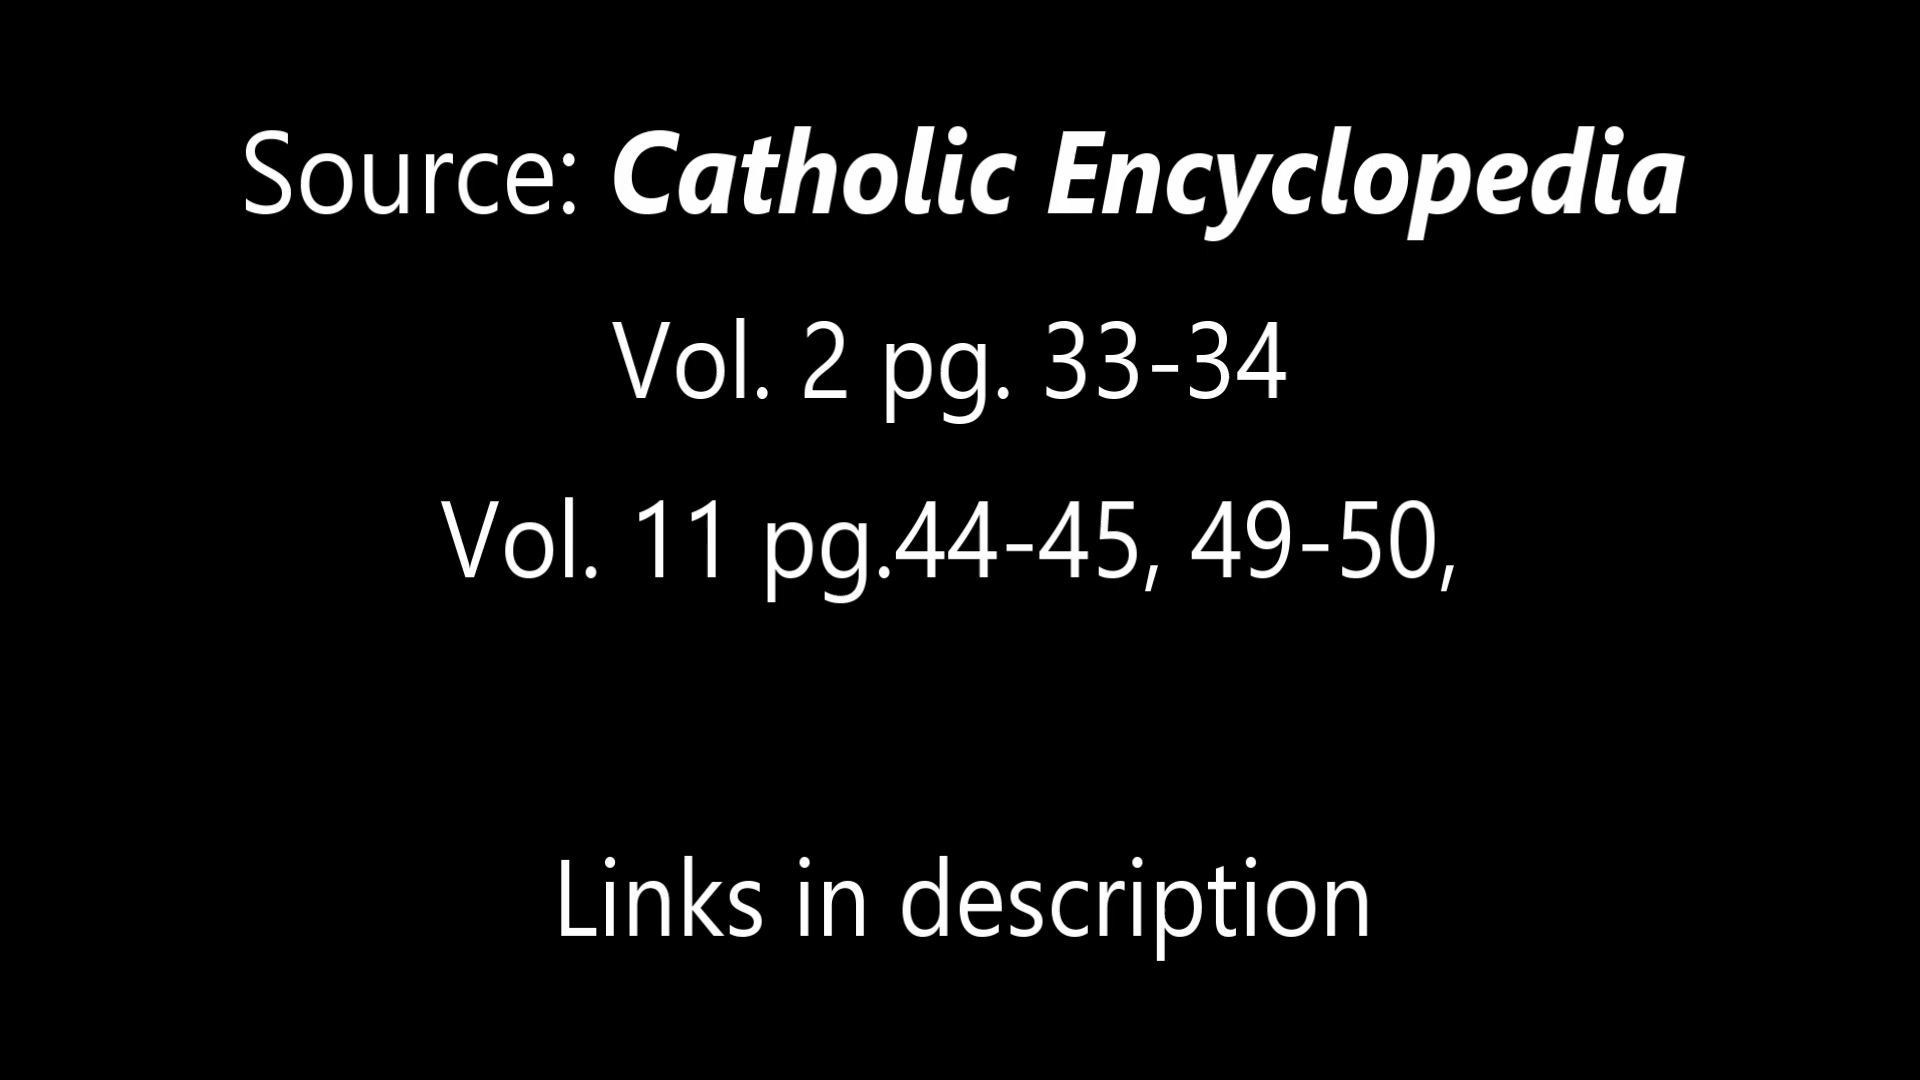 Source: Catholic Encyclopedia
Vol. 2 pg. 33-34
Vol. 11 pg.44-45, 49-50,
Links in description